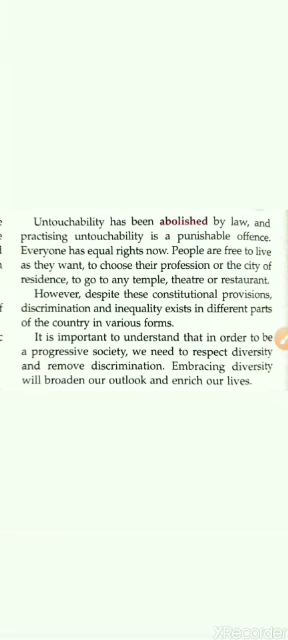 Untouchability has been abolished by law, and
practising untouchability is a punishable offence.
Everyone has equal rights now. People are free to live
as they want, to choose their profession or the city of
residence, to go to any temple, theatre or restaurant.
However, despite these constitutional provisions,
discrimination and inequality exists in different parts
of the country in various forms.
It is important to understand that in order to be
a progressive society, we need to respect diversity
and remove discrimination. Embracing diversity
will broaden our outlook and enrich our lives.
XRecorder